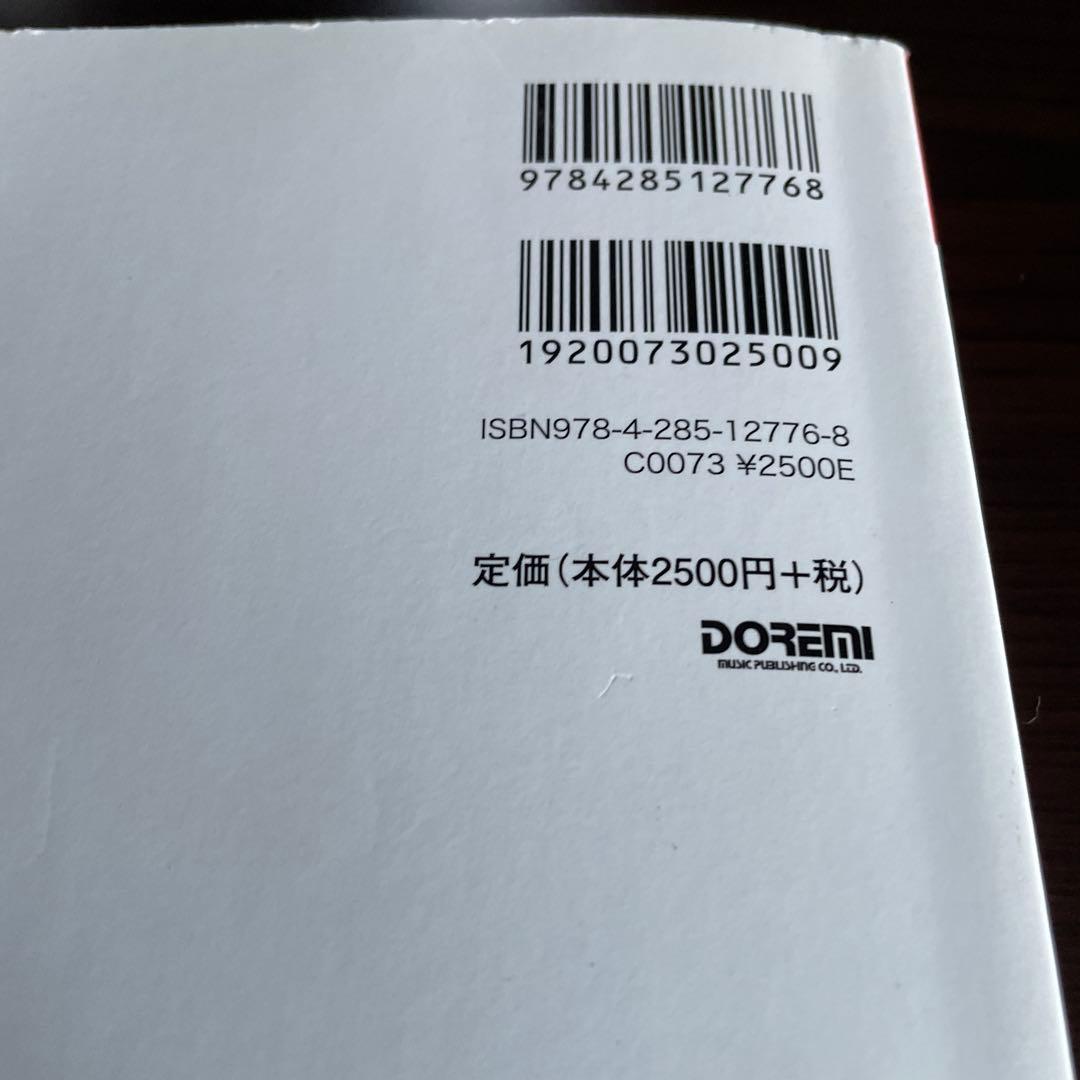 9784285127768
1920073025009
ISBN978-4-285-12776-8
C0073 ¥2500E
定価(本体2500円+税)
DOREMI
MUSIC PUBLISHING CO., LTD.